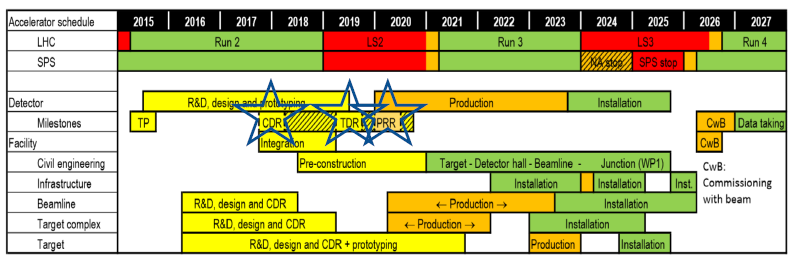 Accelerator schedule 2015 2016 2017 2018 2019 2020 2021 2022 2023 2024 2025 2026 2027
LHC Run 2 LS2 Run 3 LS3 Run 4
SPS NA stop SPS stop
Detector R&D, design and prototyping Production Installation
Milestones TP CDR TDR PRR CwB Data taking
Facility Integration CwB
Civil engineering Pre-construction Target - Detector hall - Beamline - Junction (WP1)
CwB:
Infrastructure Installation Installation Inst.
Commissioning
with beam
Beamline R&D, design and CDR ← Production → Installation
Target complex R&D, design and CDR ← Production → Installation
Target R&D, design and CDR + prototyping Production Installation